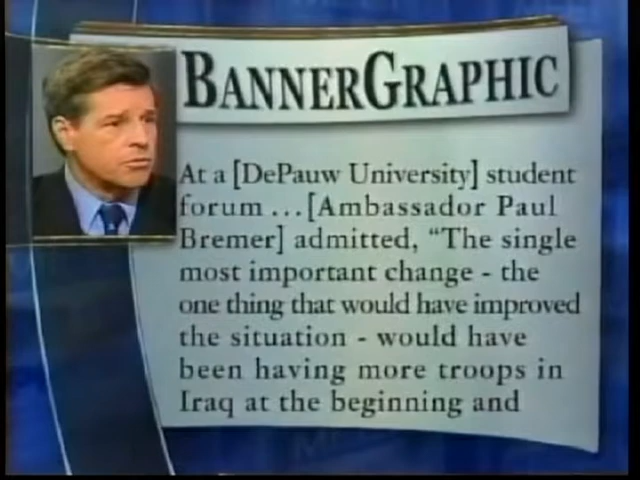 BANNERGRAPHIC
At a [DePauw University] student
forum ... [Ambassador Paul
Bremer] admitted, “The single
most important change - the
one thing that would have improved
the situation - would have
been having more troops in
Iraq at the beginning and